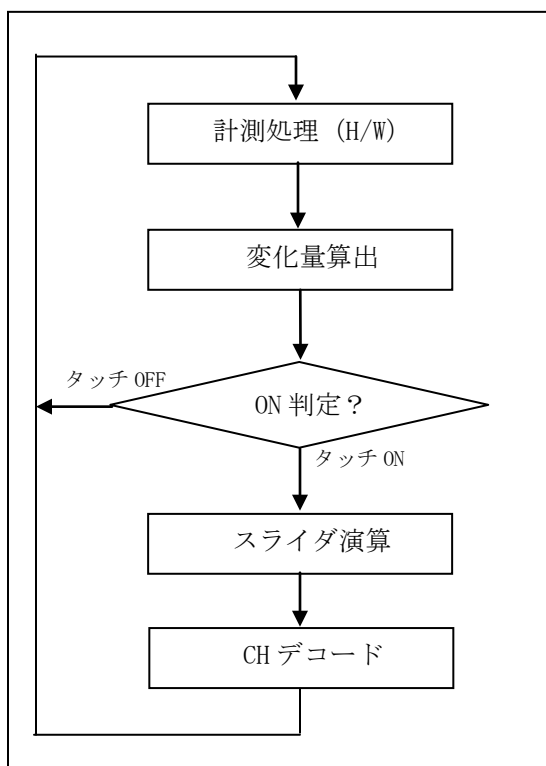 計測処理 (H/W)
変化量算出
タッチ OFF
ON 判定？
タッチ ON
スライダ演算
CH デコード